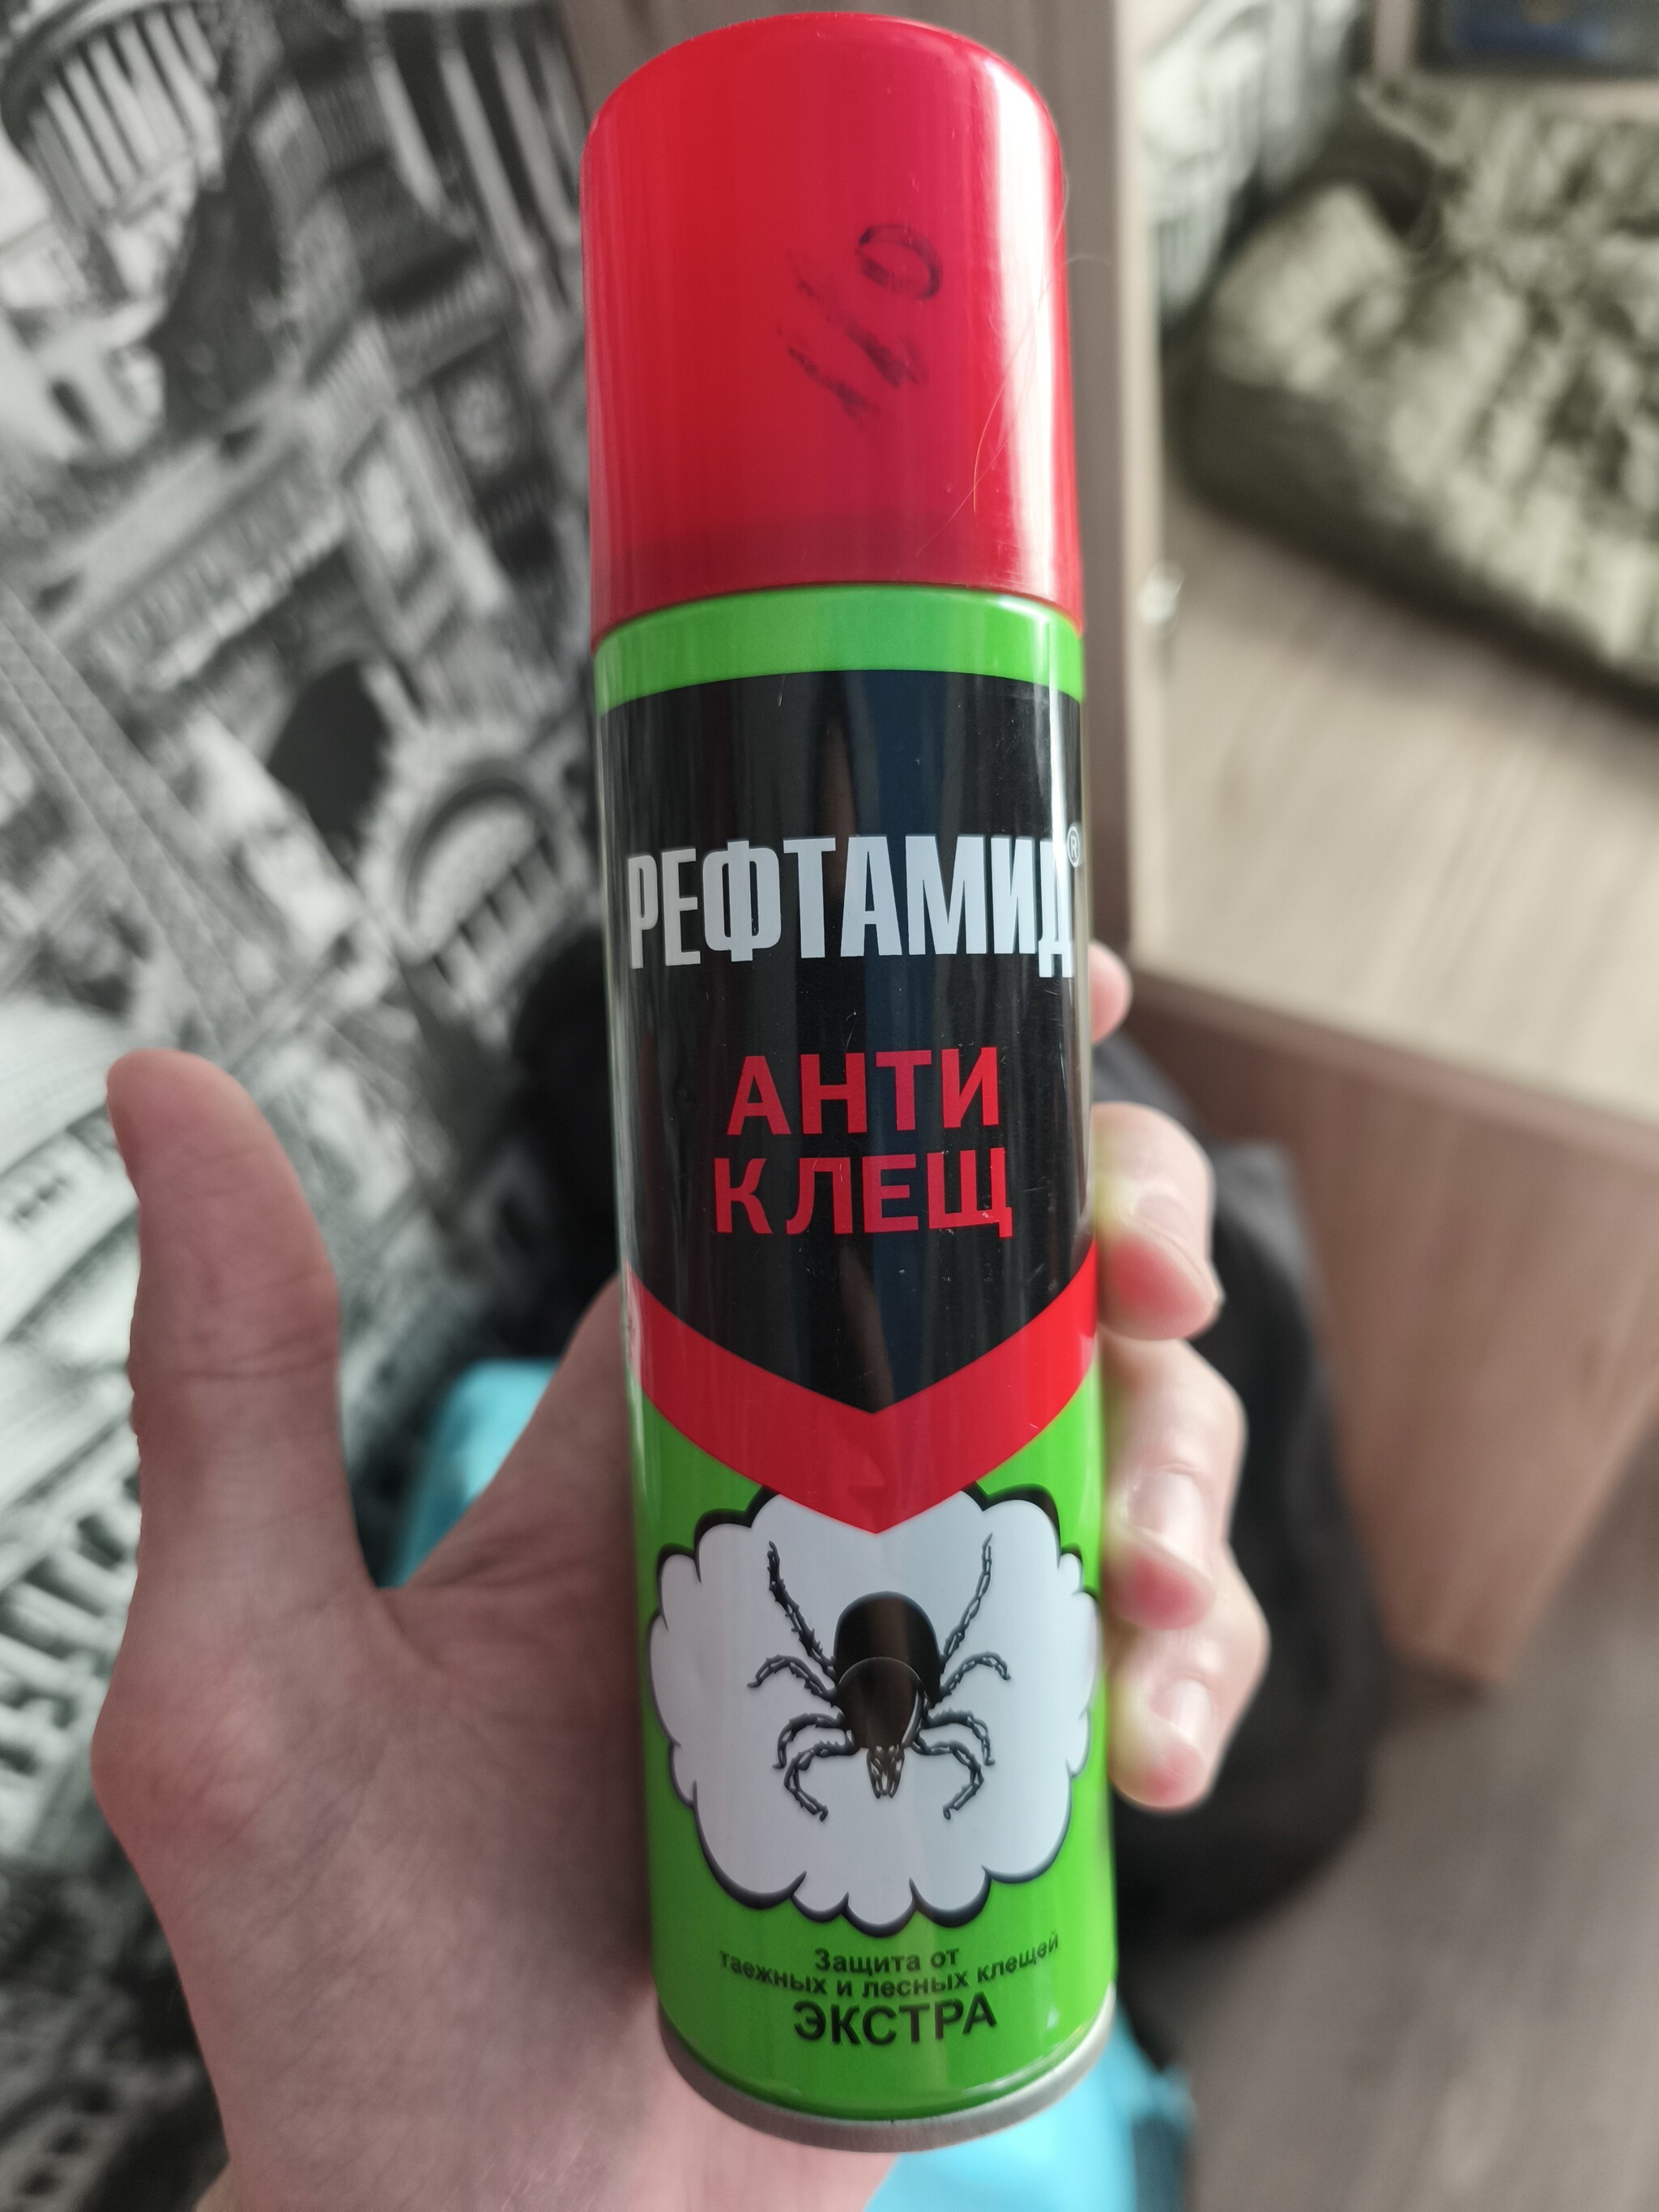 РЕФТАМИД®
АНТИ
КЛЕЩ
Защита от
таежных и лесных клещей
ЭКСТРА